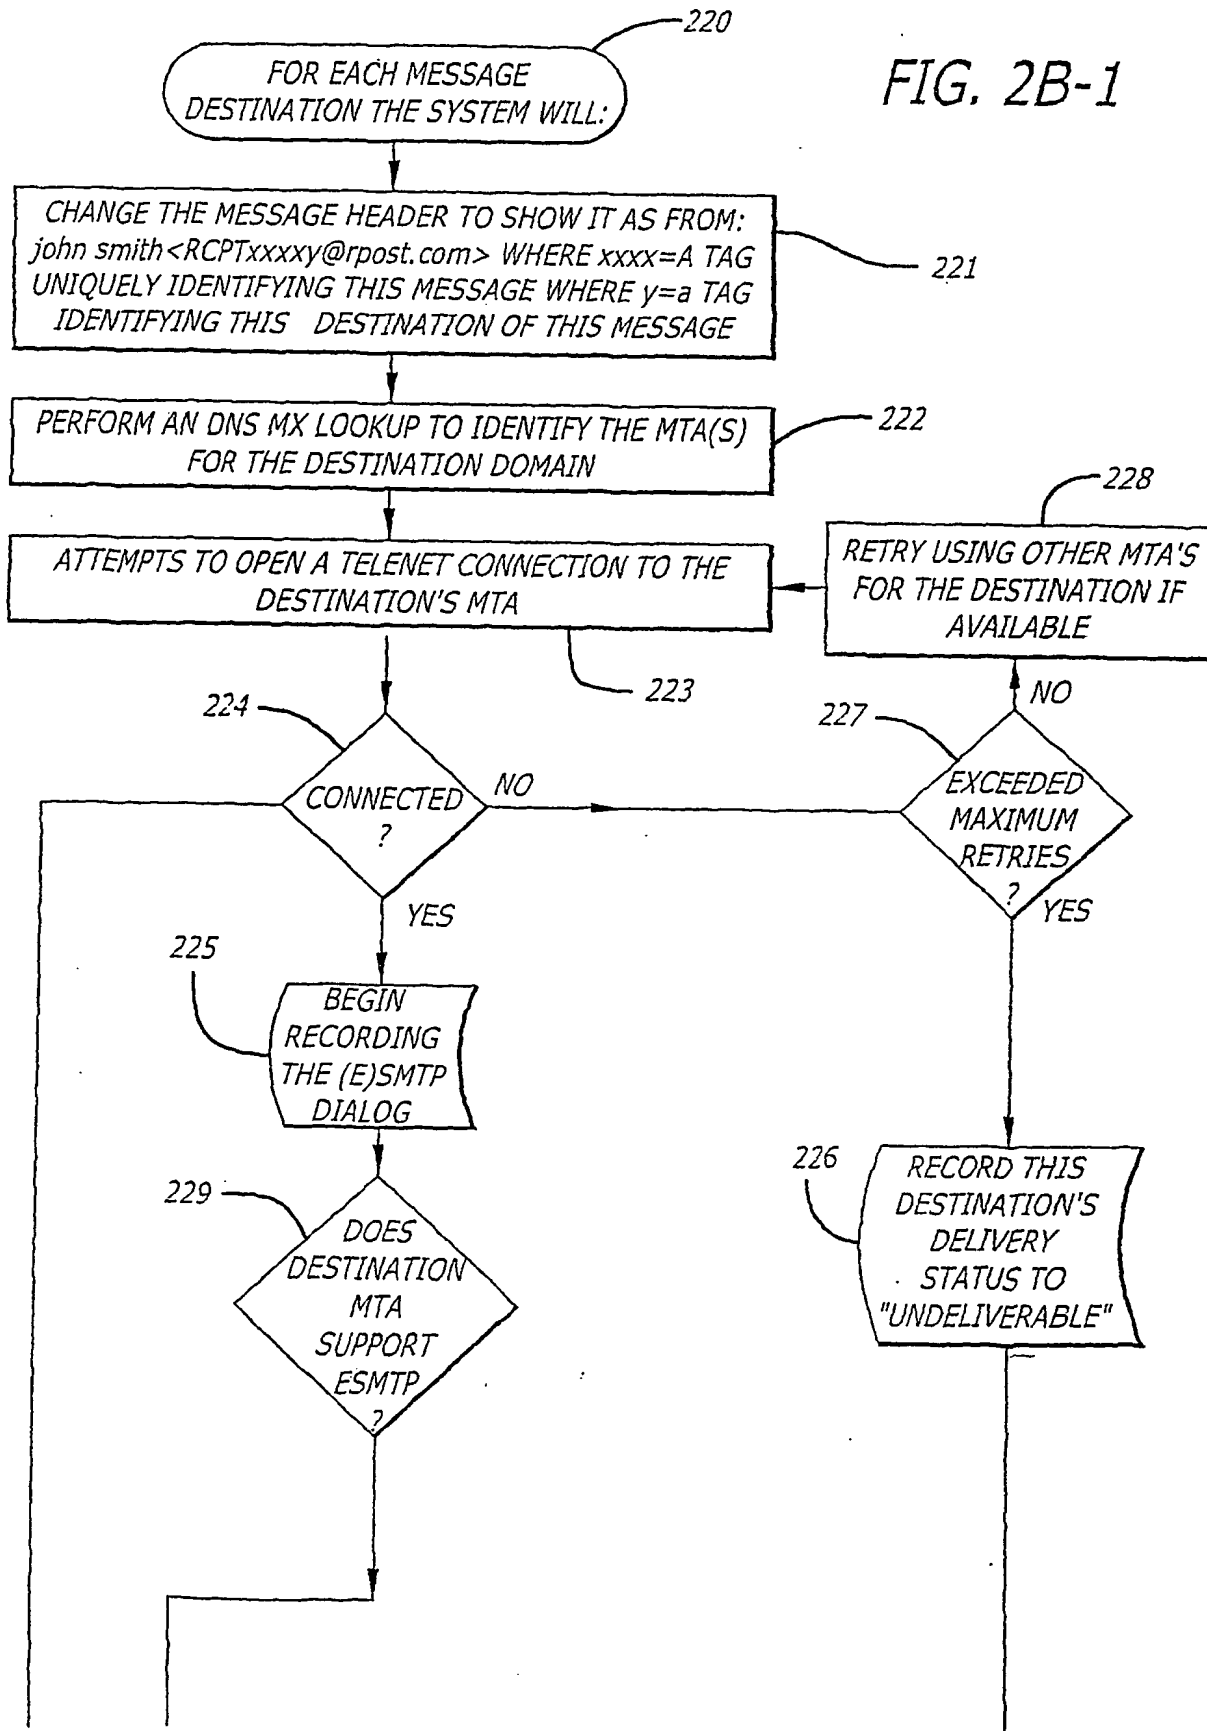 220
FIG. 2B-1
FOR EACH MESSAGE
DESTINATION THE SYSTEM WILL:
CHANGE THE MESSAGE HEADER TO SHOW IT AS FROM:
john smith<RCPTxxxxy@rpost.com> WHERE xxxx=A TAG
UNIQUELY IDENTIFYING THIS MESSAGE WHERE y=a TAG
IDENTIFYING THIS DESTINATION OF THIS MESSAGE
221
PERFORM AN DNS MX LOOKUP TO IDENTIFY THE MTA(S)
FOR THE DESTINATION DOMAIN
222
228
ATTEMPTS TO OPEN A TELENET CONNECTION TO THE
DESTINATION'S MTA
RETRY USING OTHER MTA'S
FOR THE DESTINATION IF
AVAILABLE
223
224
NO
227
CONNECTED
?
NO
EXCEEDED
MAXIMUM
RETRIES
?
YES
YES
225
BEGIN
RECORDING
THE (E)SMTP
DIALOG
226
RECORD THIS
DESTINATION'S
DELIVERY
STATUS TO
"UNDELIVERABLE"
229
DOES
DESTINATION
MTA
SUPPORT
ESMTP
?